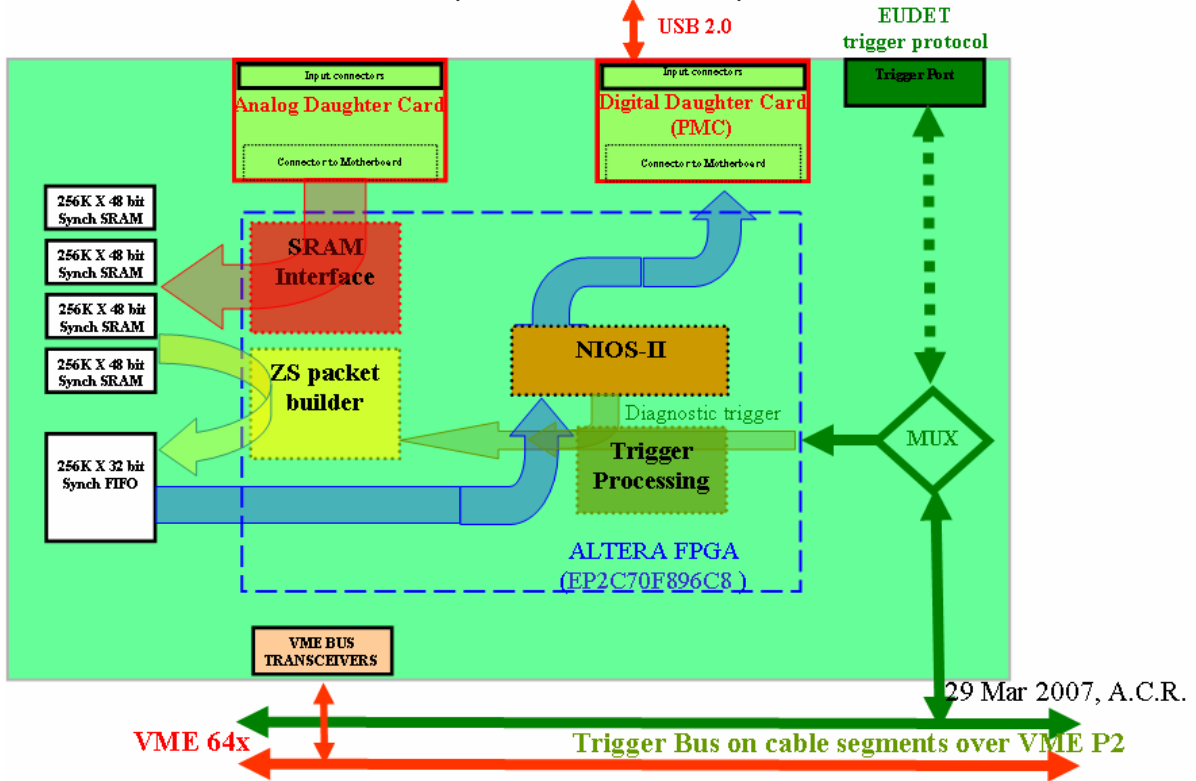 USB 2.0
EUDET
trigger protocol
Input connectors
Analog Daughter Card
Connector to Motherboard
Input connectors
Digital Daughter Card
(PMC)
Connector to Motherboard
Trigger Port
256K X 48 bit
Synch SRAM
256K X 48 bit
Synch SRAM
256K X 48 bit
Synch SRAM
256K X 48 bit
Synch SRAM
SRAM
Interface
NIOS-II
ZS packet
builder
Diagnostic trigger
MUX
Trigger
Processing
256K X 32 bit
Synch FIFO
ALTERA FPGA
(EP2C70F896C8 )
VME BUS
TRANSCEIVERS
29 Mar 2007, A.C.R.
VME 64x
Trigger Bus on cable segments over VME P2